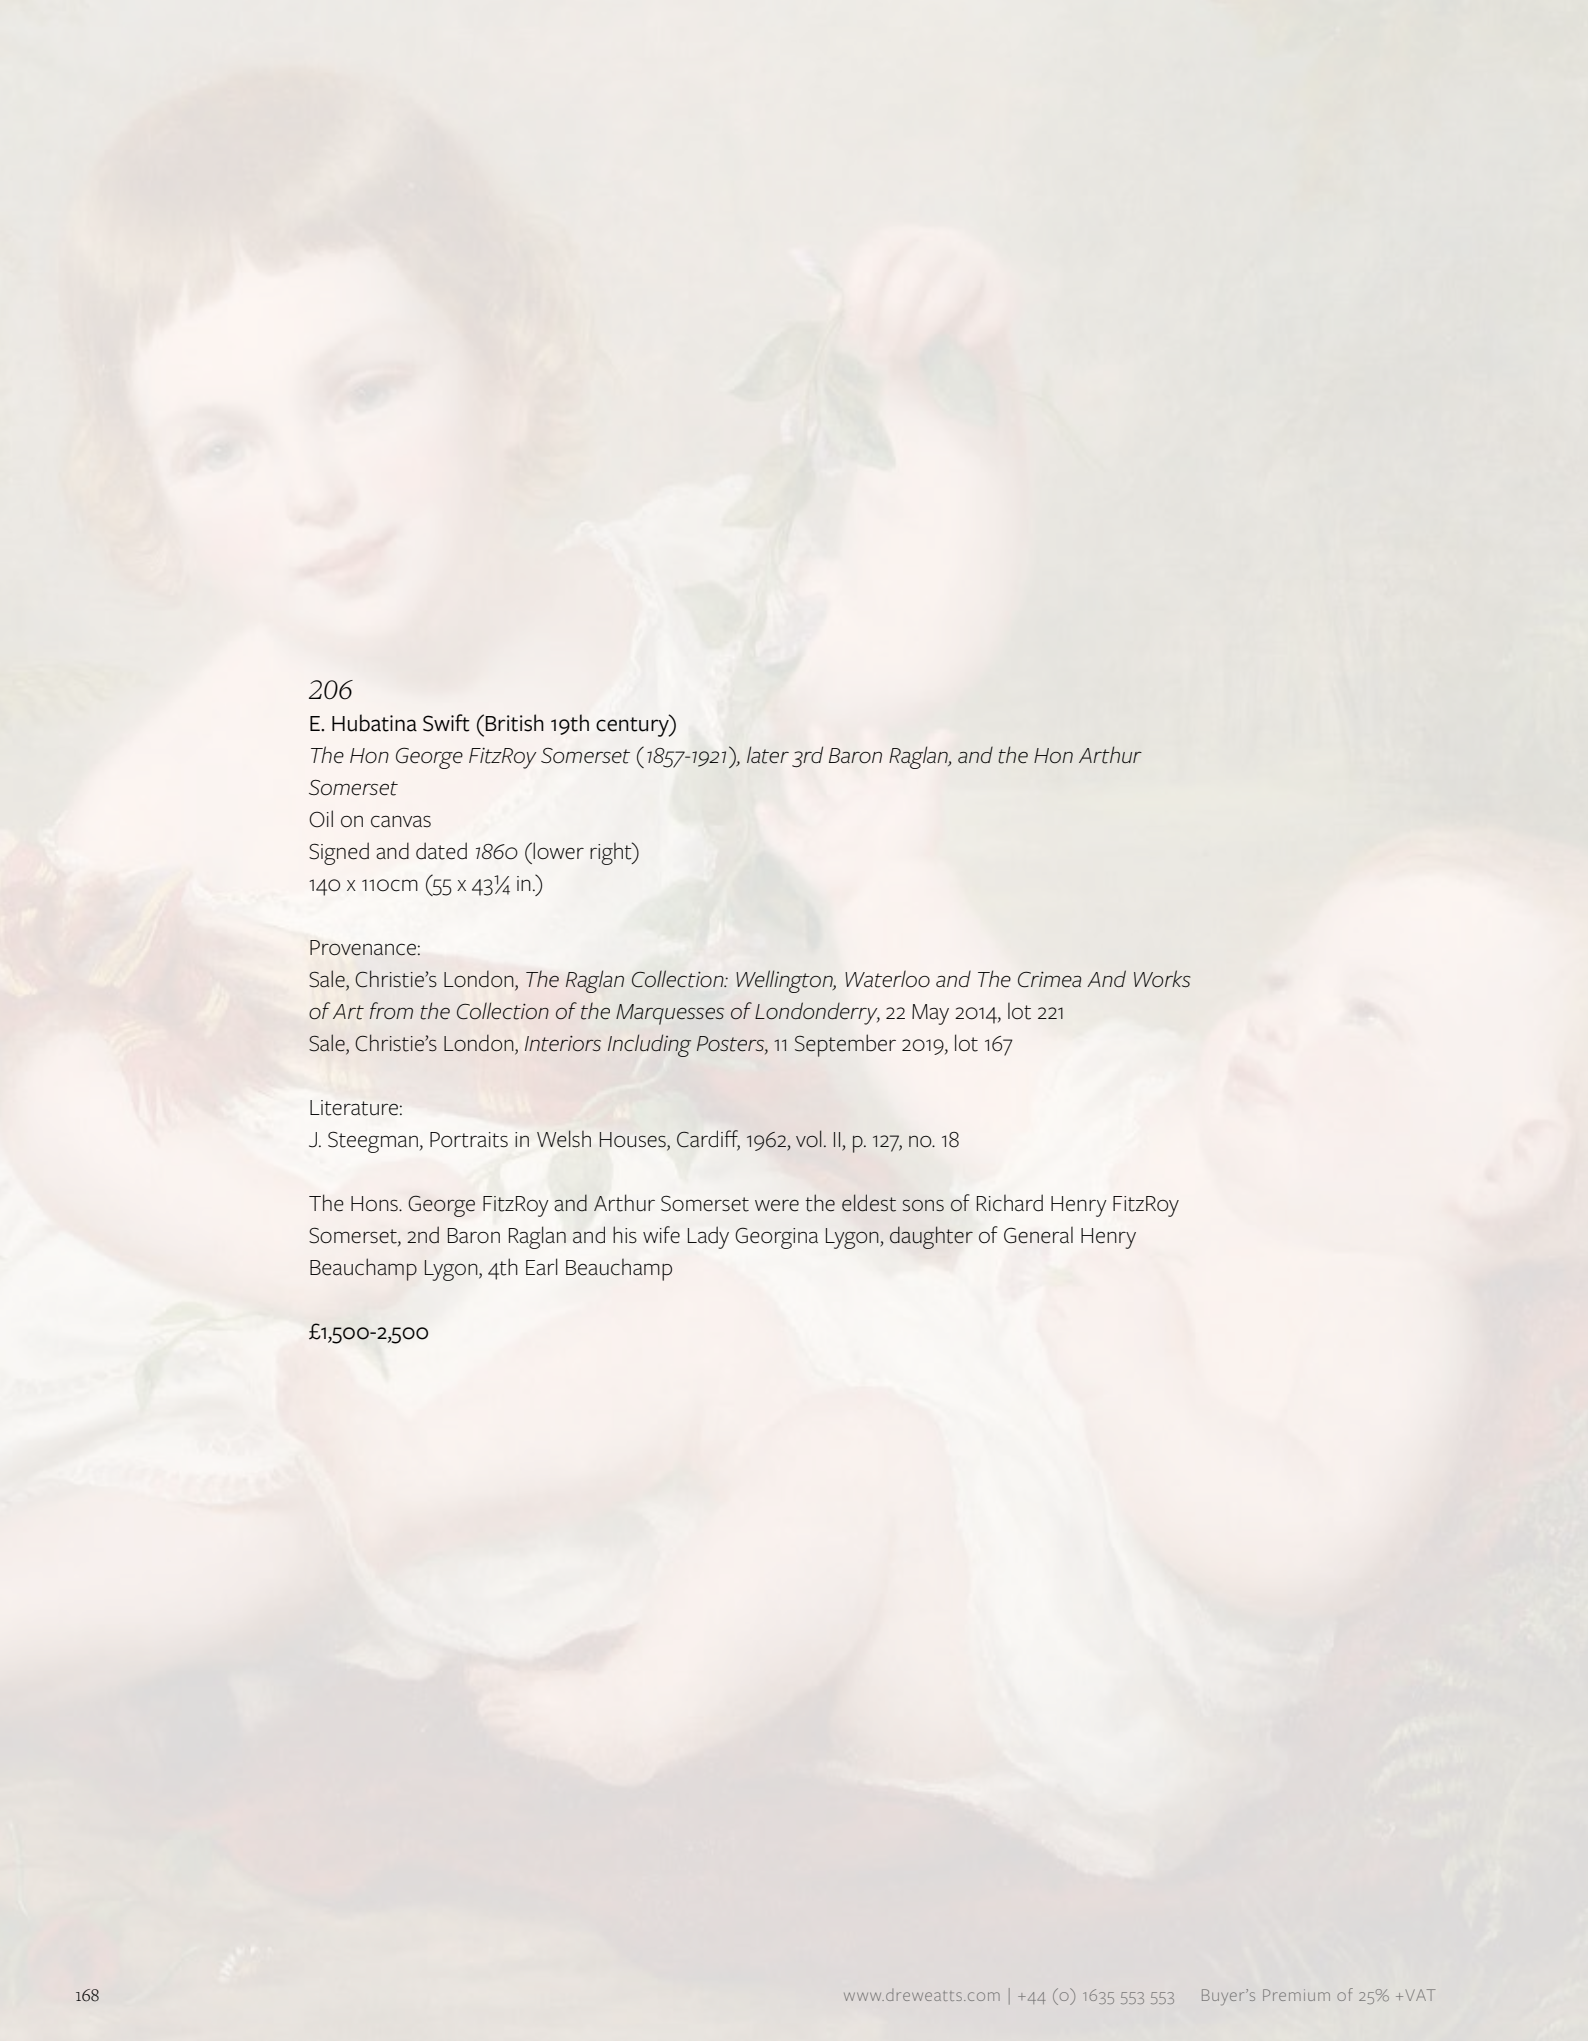 206
E. Hubatina Swift (British 19th century)
The Hon George FitzRoy Somerset (1857-1921), later 3rd Baron Raglan, and the Hon Arthur
Somerset
Oil on canvas
Signed and dated 1860 (lower right)
140 x 110cm (55 x 43¼ in.)
Provenance:
Sale, Christie’s London, The Raglan Collection: Wellington, Waterloo and The Crimea And Works
of Art from the Collection of the Marquesses of Londonderry, 22 May 2014, lot 221
Sale, Christie’s London, Interiors Including Posters, 11 September 2019, lot 167
Literature:
J. Steegman, Portraits in Welsh Houses, Cardiff, 1962, vol. II, p. 127, no. 18
The Hons. George FitzRoy and Arthur Somerset were the eldest sons of Richard Henry FitzRoy
Somerset, 2nd Baron Raglan and his wife Lady Georgina Lygon, daughter of General Henry
Beauchamp Lygon, 4th Earl Beauchamp
£1,500-2,500
168
www.dreweatts.com | +44 (0) 1635 553 553 Buyer’s Premium of 25% +VAT